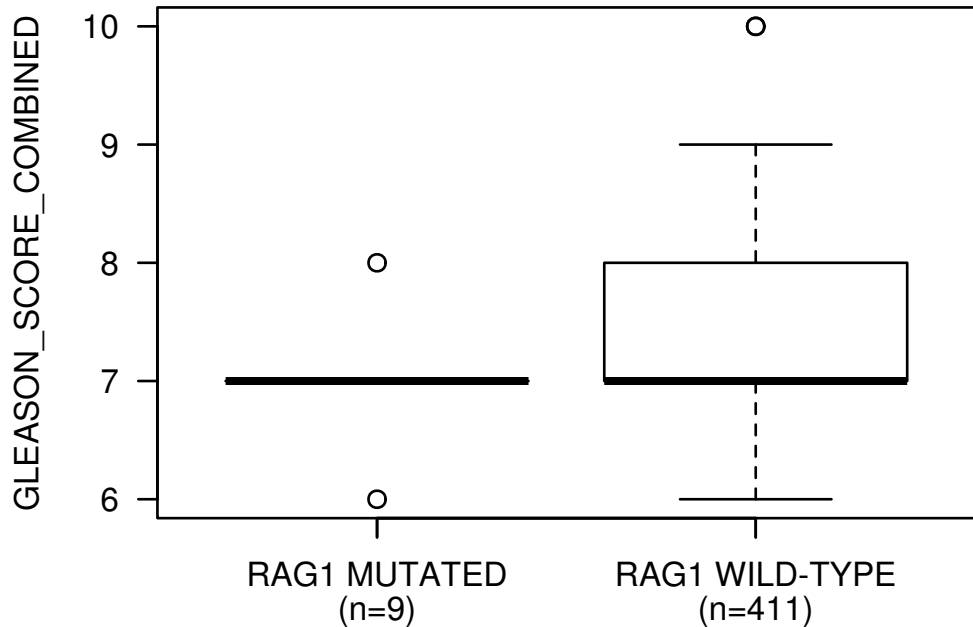 GLEASON_SCORE_COMBINED
10
9
8
7
6
RAG1 MUTATED
(n=9)
RAG1 WILD-TYPE
(n=411)